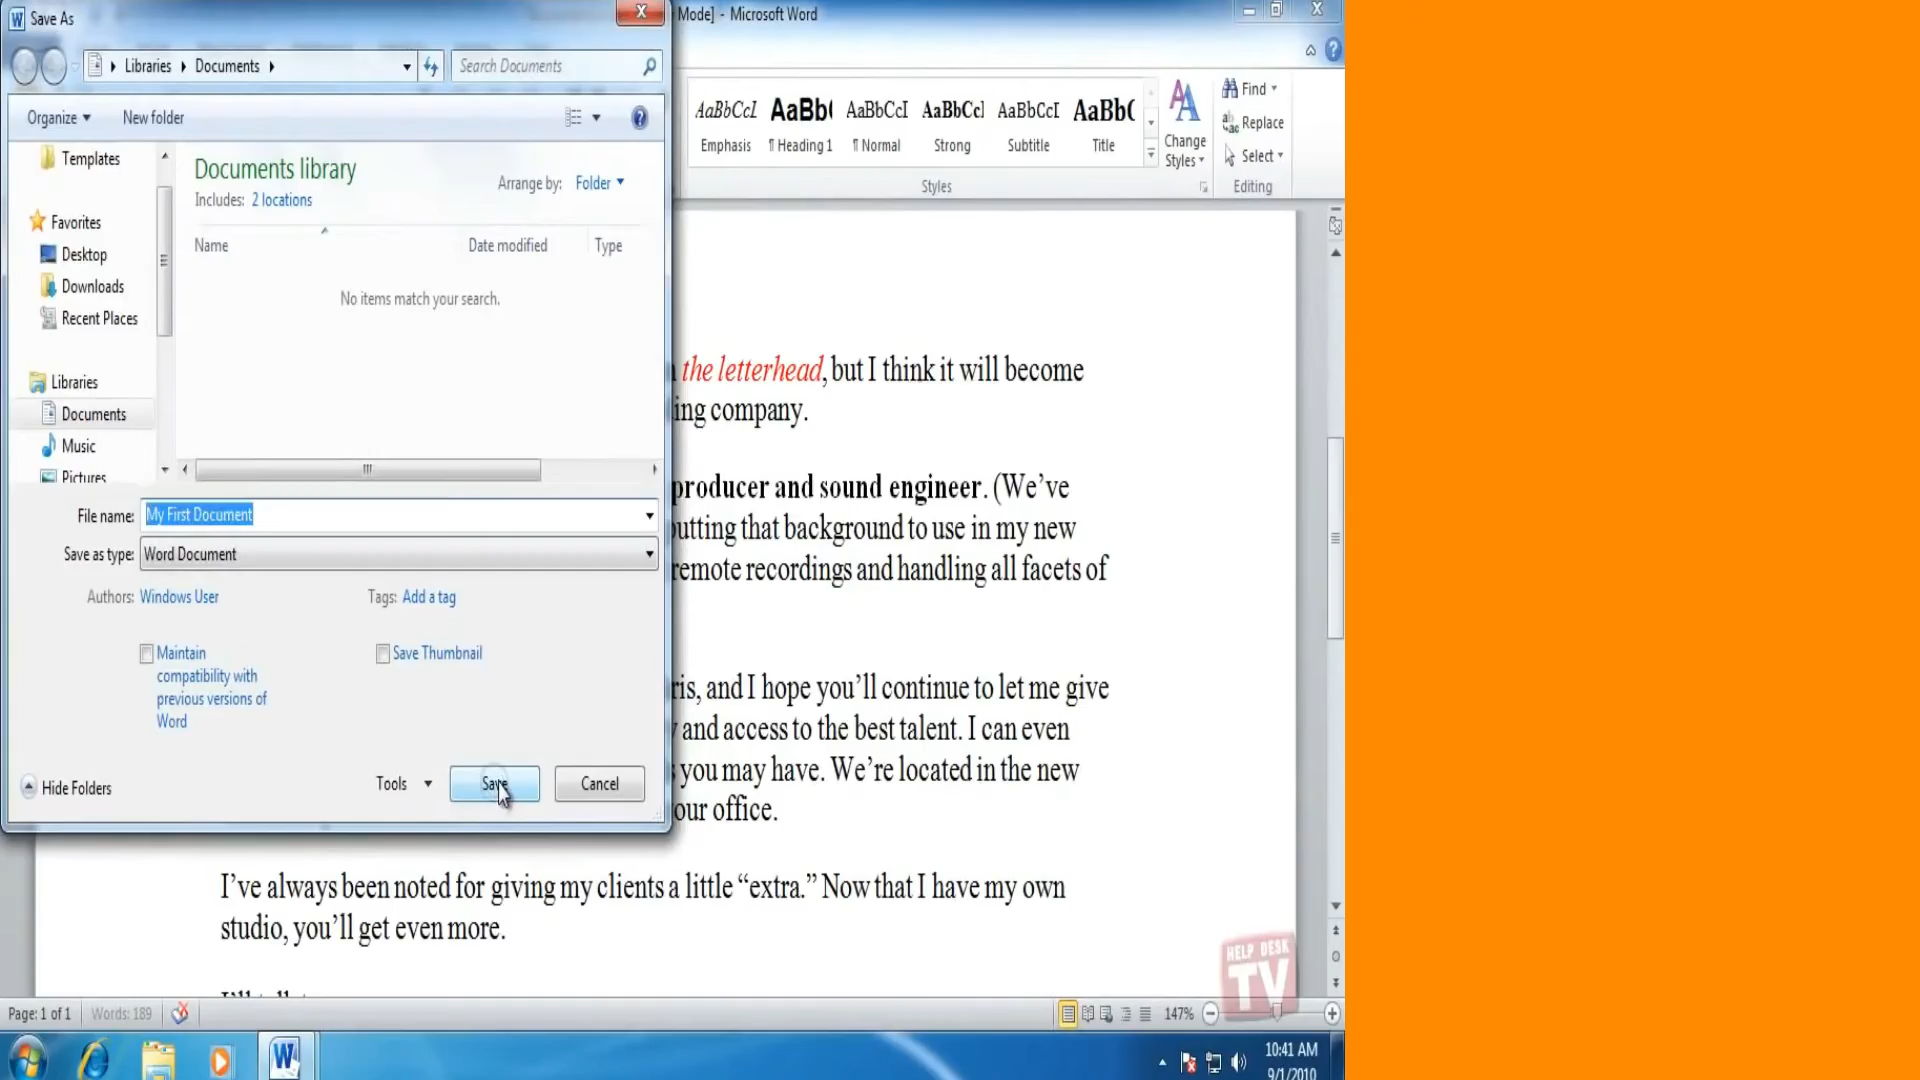 Save As
Mode] - Microsoft Word
Libraries Documents
Search Documents
Organize New folder
Templates
Favorites
Desktop
Downloads
Recent Places
Libraries
Documents
Music
Pictures
Documents library
Includes: 2 locations
Arrange by: Folder
Name Date modified Type
No items match your search.
File name: My First Document
Save as type: Word Document
Authors: Windows User
Tags: Add a tag
Maintain
compatibility with
previous versions of
Word
Save Thumbnail
Hide Folders
Tools Save Cancel
AaBbCcI AaBb( AaBbCcI AaBbCcI AaBbCcI AaBb(
Emphasis ¶ Heading 1 ¶ Normal Strong Subtitle Title
Change
Styles
Styles
Find
Replace
Select
Editing
the letterhead, but I think it will become
ing company.
producer and sound engineer. (We’ve
utting that background to use in my new
remote recordings and handling all facets of
ris, and I hope you’ll continue to let me give
and access to the best talent. I can even
you may have. We’re located in the new
our office.
I’ve always been noted for giving my clients a little “extra.” Now that I have my own
studio, you’ll get even more.
HELP DESK
TV
Page: 1 of 1 Words: 189
147%
10:41 AM
9/1/2010